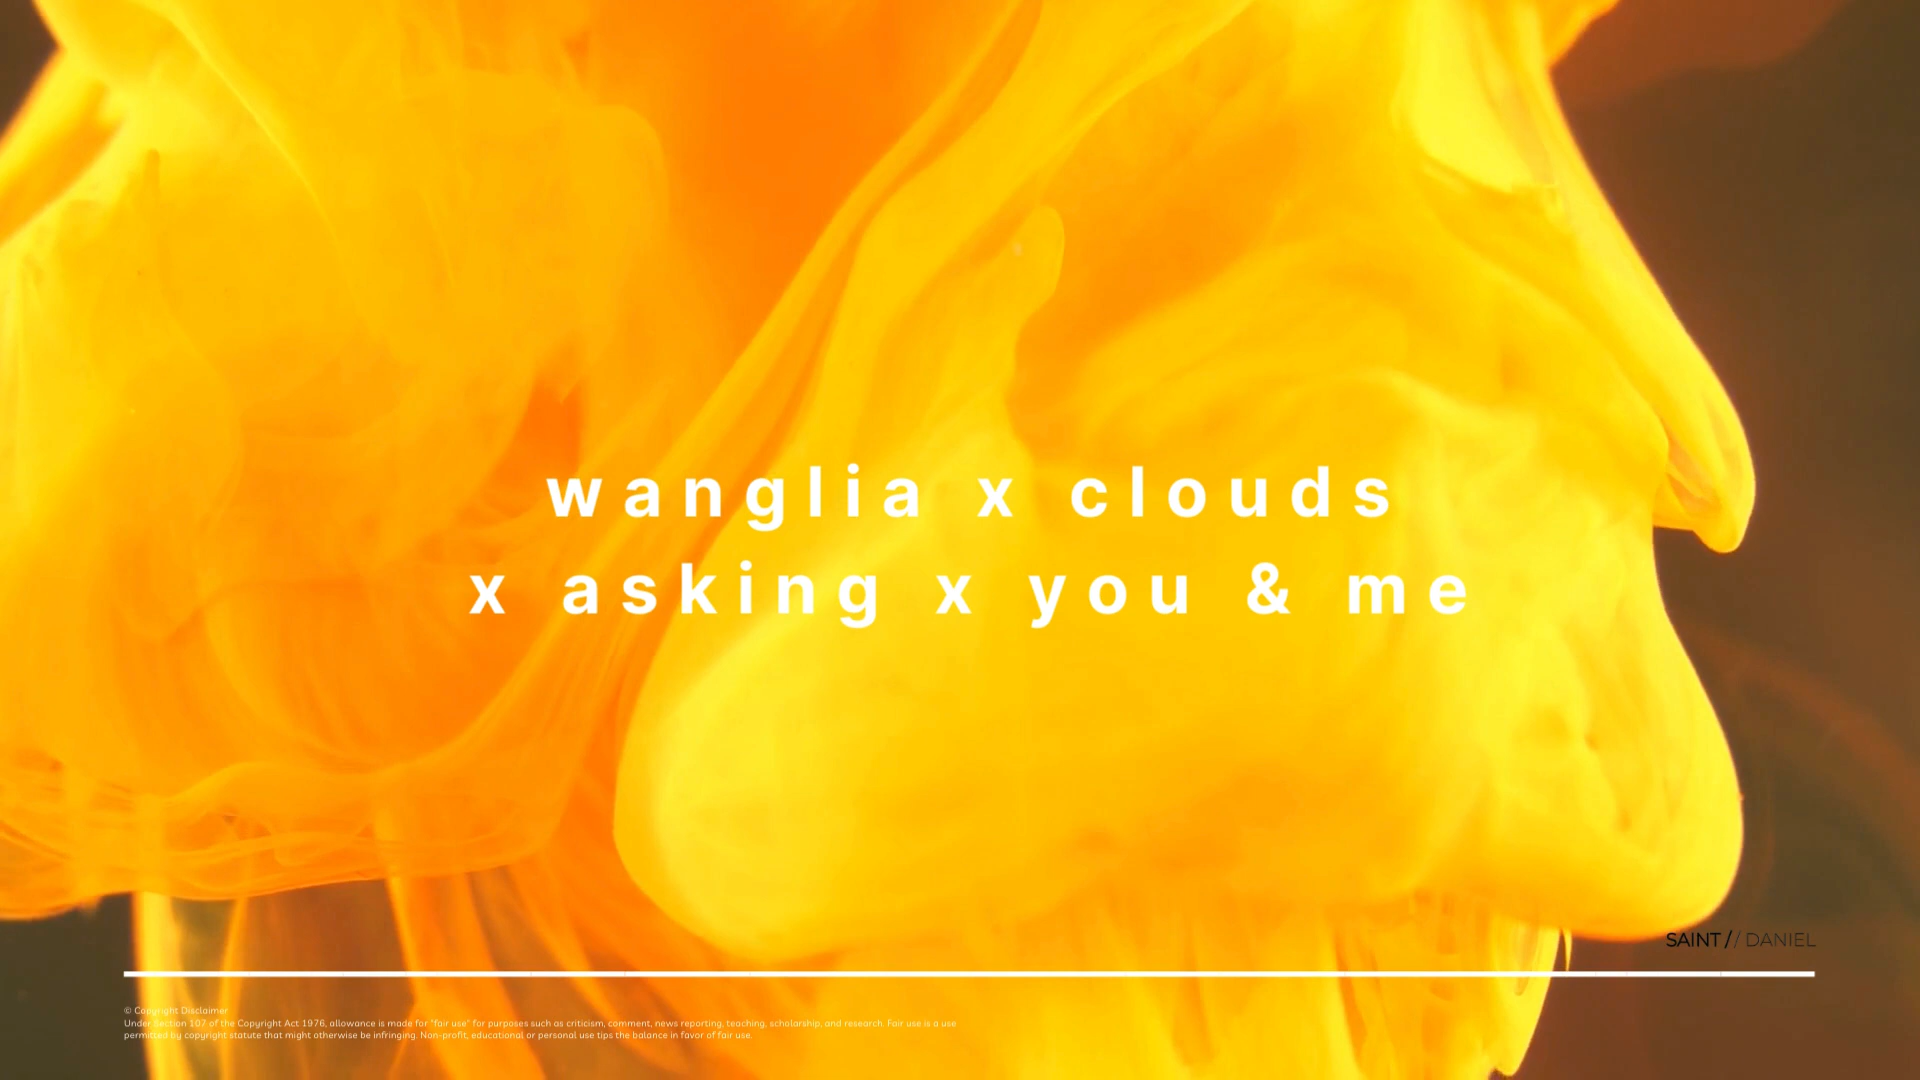 wanglia x clouds
x asking x you & me
SAINT // DANIEL
© Copyright Disclaimer
Under Section 107 of the Copyright Act 1976, allowance is made for "fair use" for purposes such as criticism, comment, news reporting, teaching, scholarship, and research. Fair use is a use
permitted by copyright statute that might otherwise be infringing. Non-profit, educational or personal use tips the balance in favor of fair use.